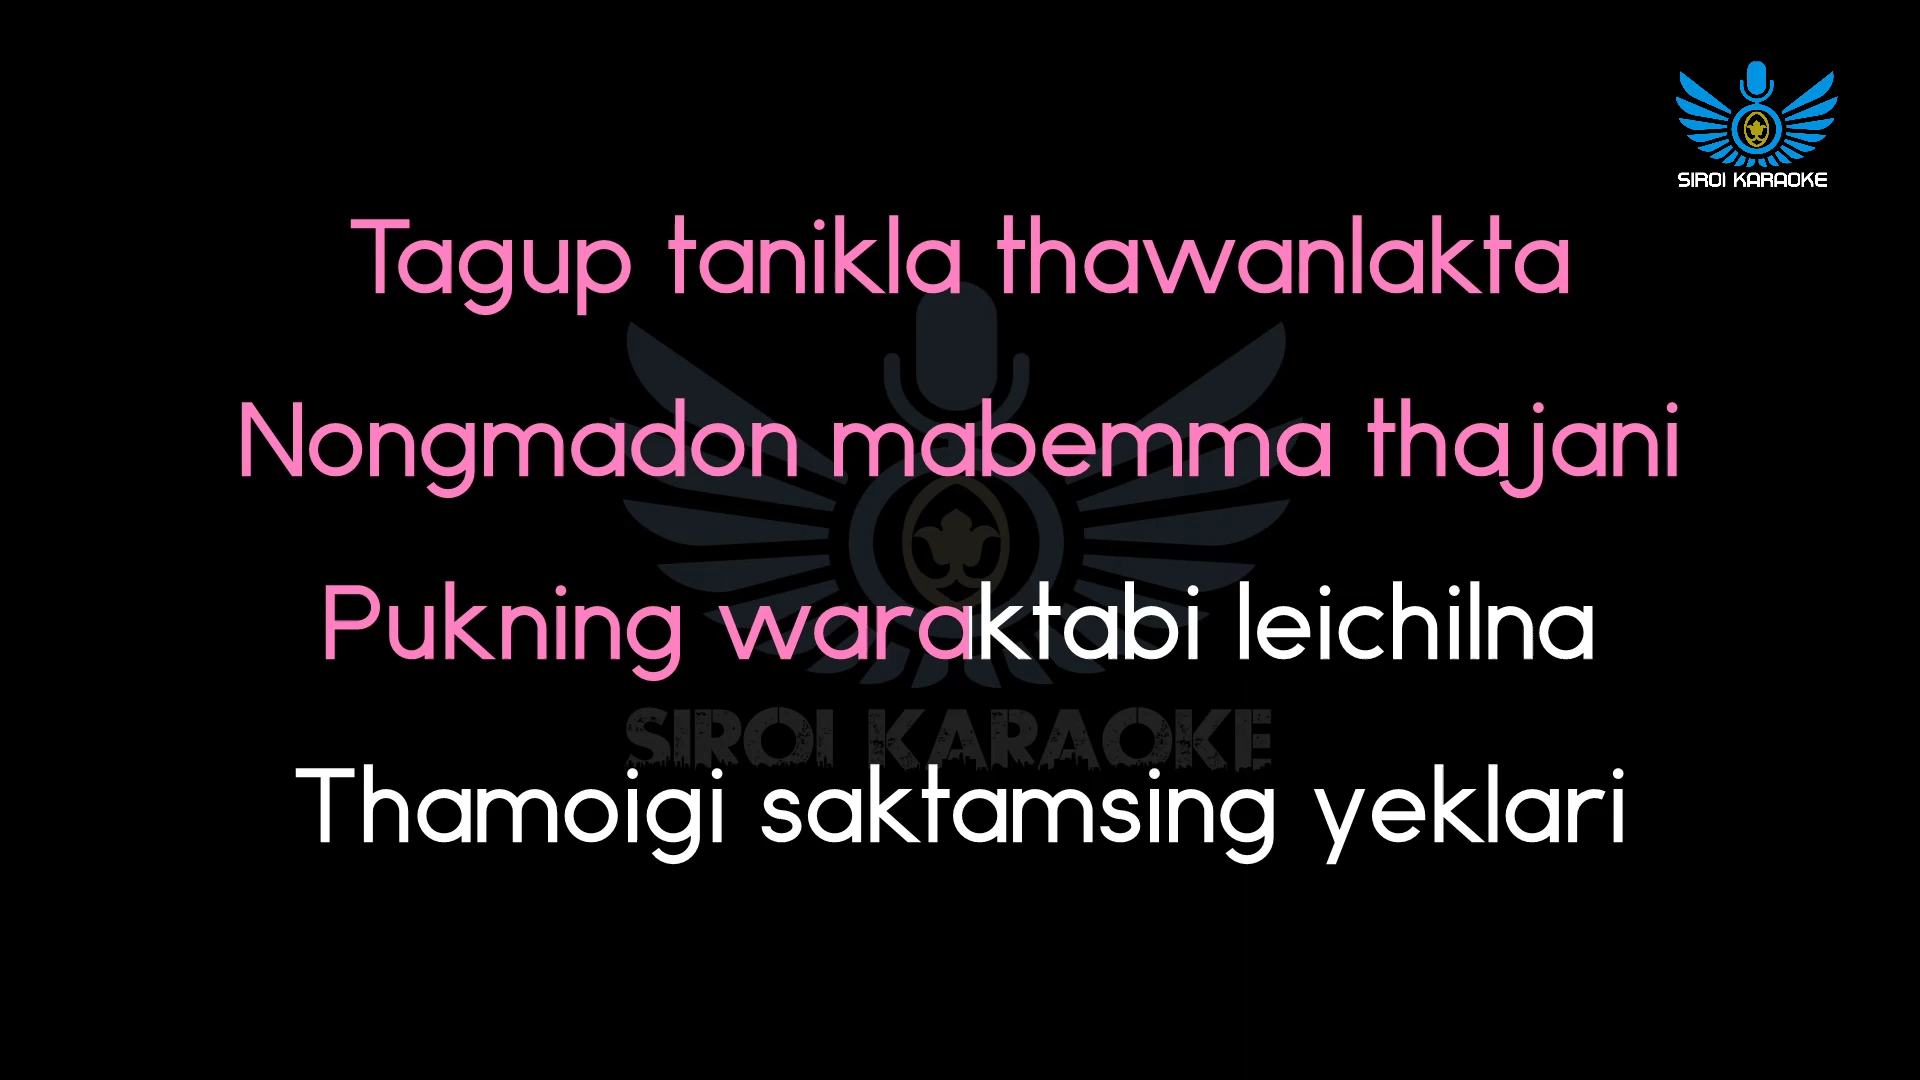 SIROI KARAOKE
Tagup tanikla thawanlakta
Nongmadon mabemma thajani
Pukning waraktabi leichilna
SIROI KARAOKE
Thamoigi saktamsing yeklari